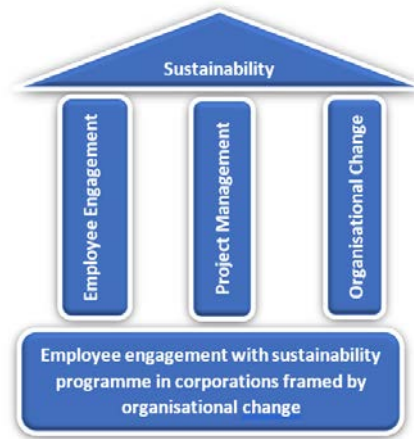 Sustainability
Employee Engagement
Project Management
Organisational Change
Employee engagement with sustainability
programme in corporations framed by
organisational change